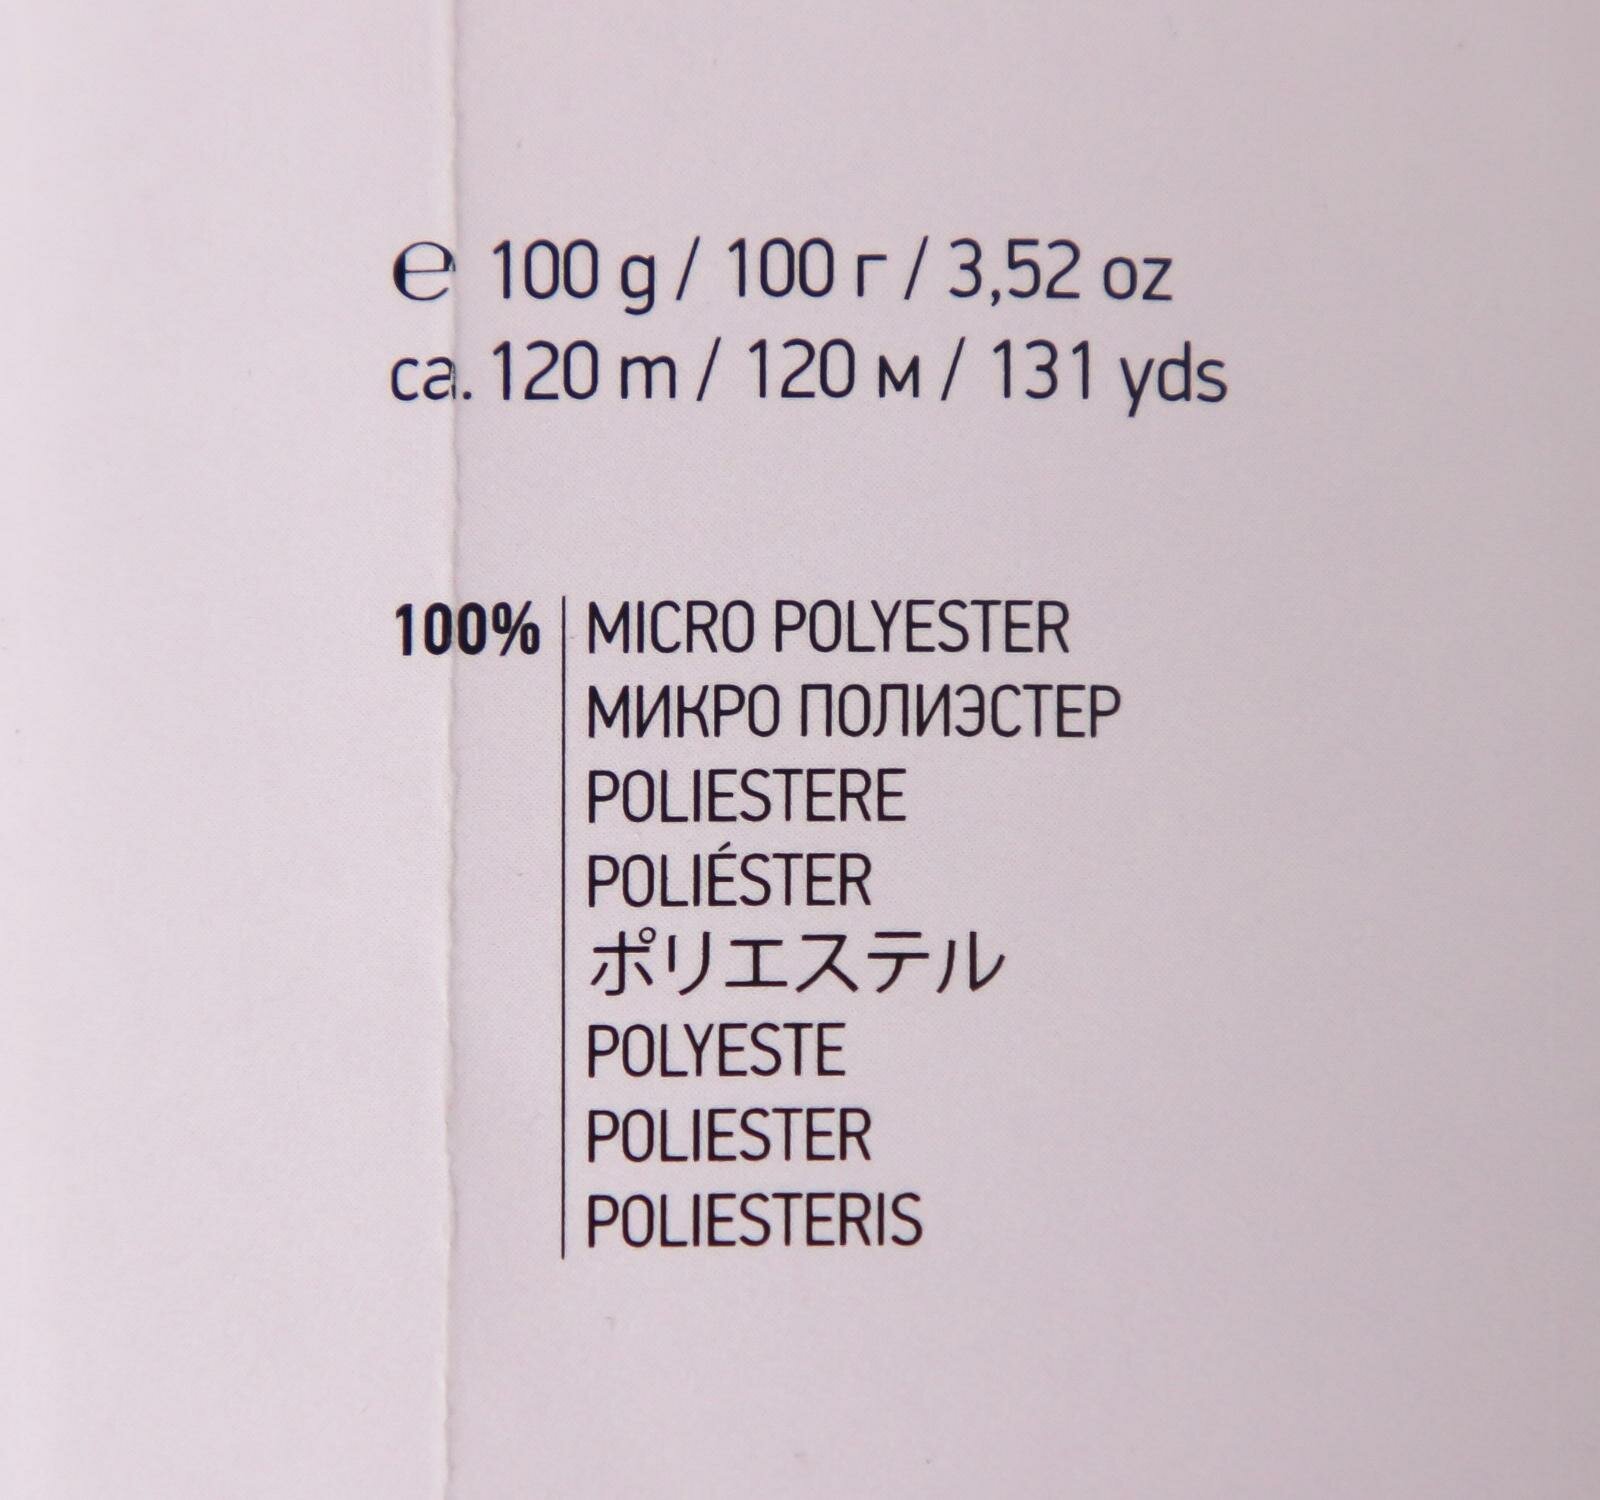 ℮ 100 g / 100 г / 3,52 oz
ca. 120 m / 120 м / 131 yds
100% MICRO POLYESTER
МИКРО ПОЛИЭСТЕР
POLIESTERE
POLIÉSTER
ポリエステル
POLYESTE
POLIESTER
POLIESTERIS